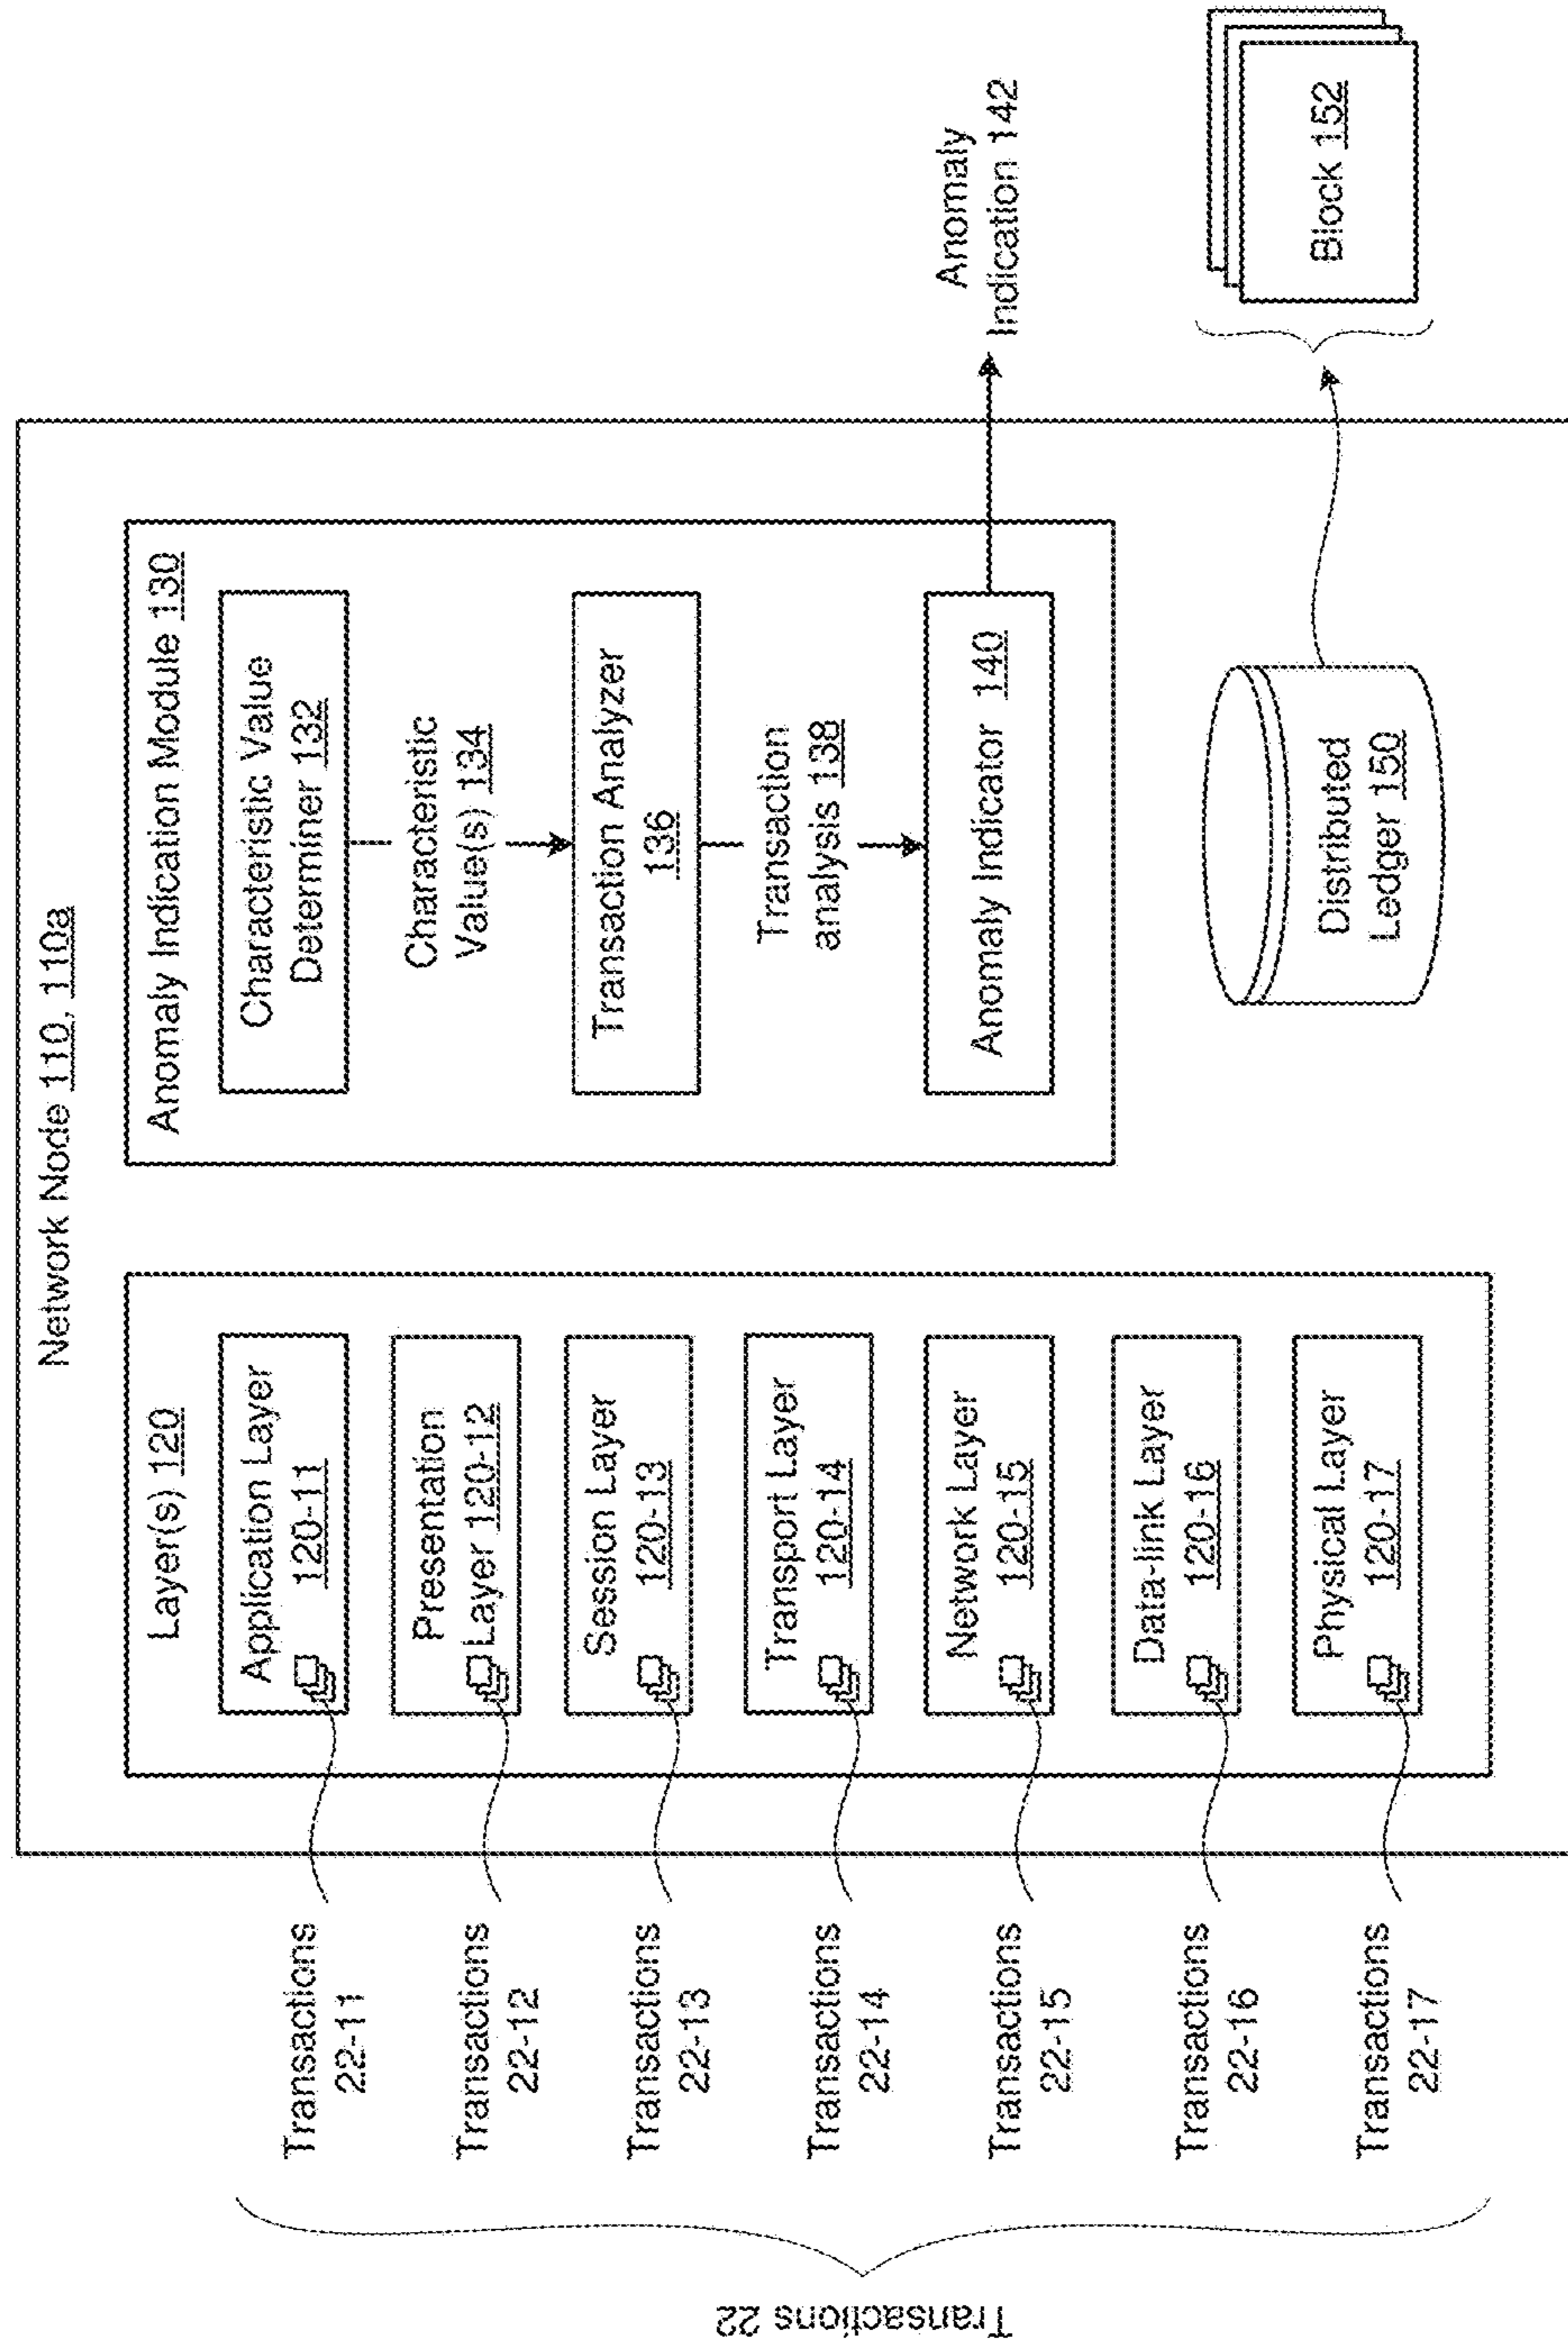 Network Node 110, 110a
Layer(s) 120
Application Layer
120-11
Presentation
Layer 120-12
Session Layer
120-13
Transport Layer
120-14
Network Layer
120-15
Data-link Layer
120-16
Physical Layer
120-17
Transactions 22
Transactions
22-11
Transactions
22-12
Transactions
22-13
Transactions
22-14
Transactions
22-15
Transactions
22-16
Transactions
22-17
Anomaly Indication Module 130
Characteristic Value
Determiner 132
Characteristic
Value(s) 134
Transaction Analyzer
136
Transaction
analysis 138
Anomaly Indicator 140
Anomaly
Indication 142
Distributed
Ledger 150
Block 152